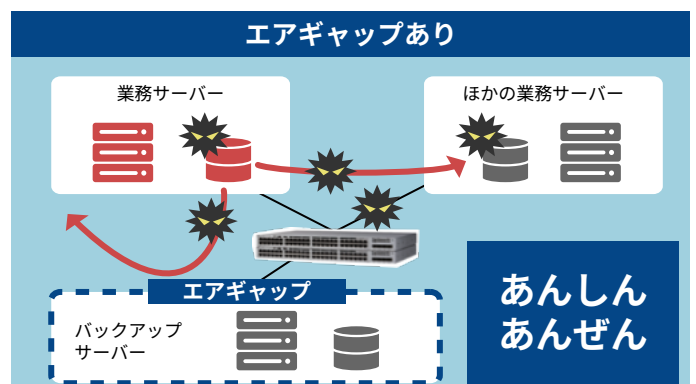 エアギャップあり
業務サーバー
ほかの業務サーバー
エアギャップ
バックアップ
サーバー
あんしん
あんぜん